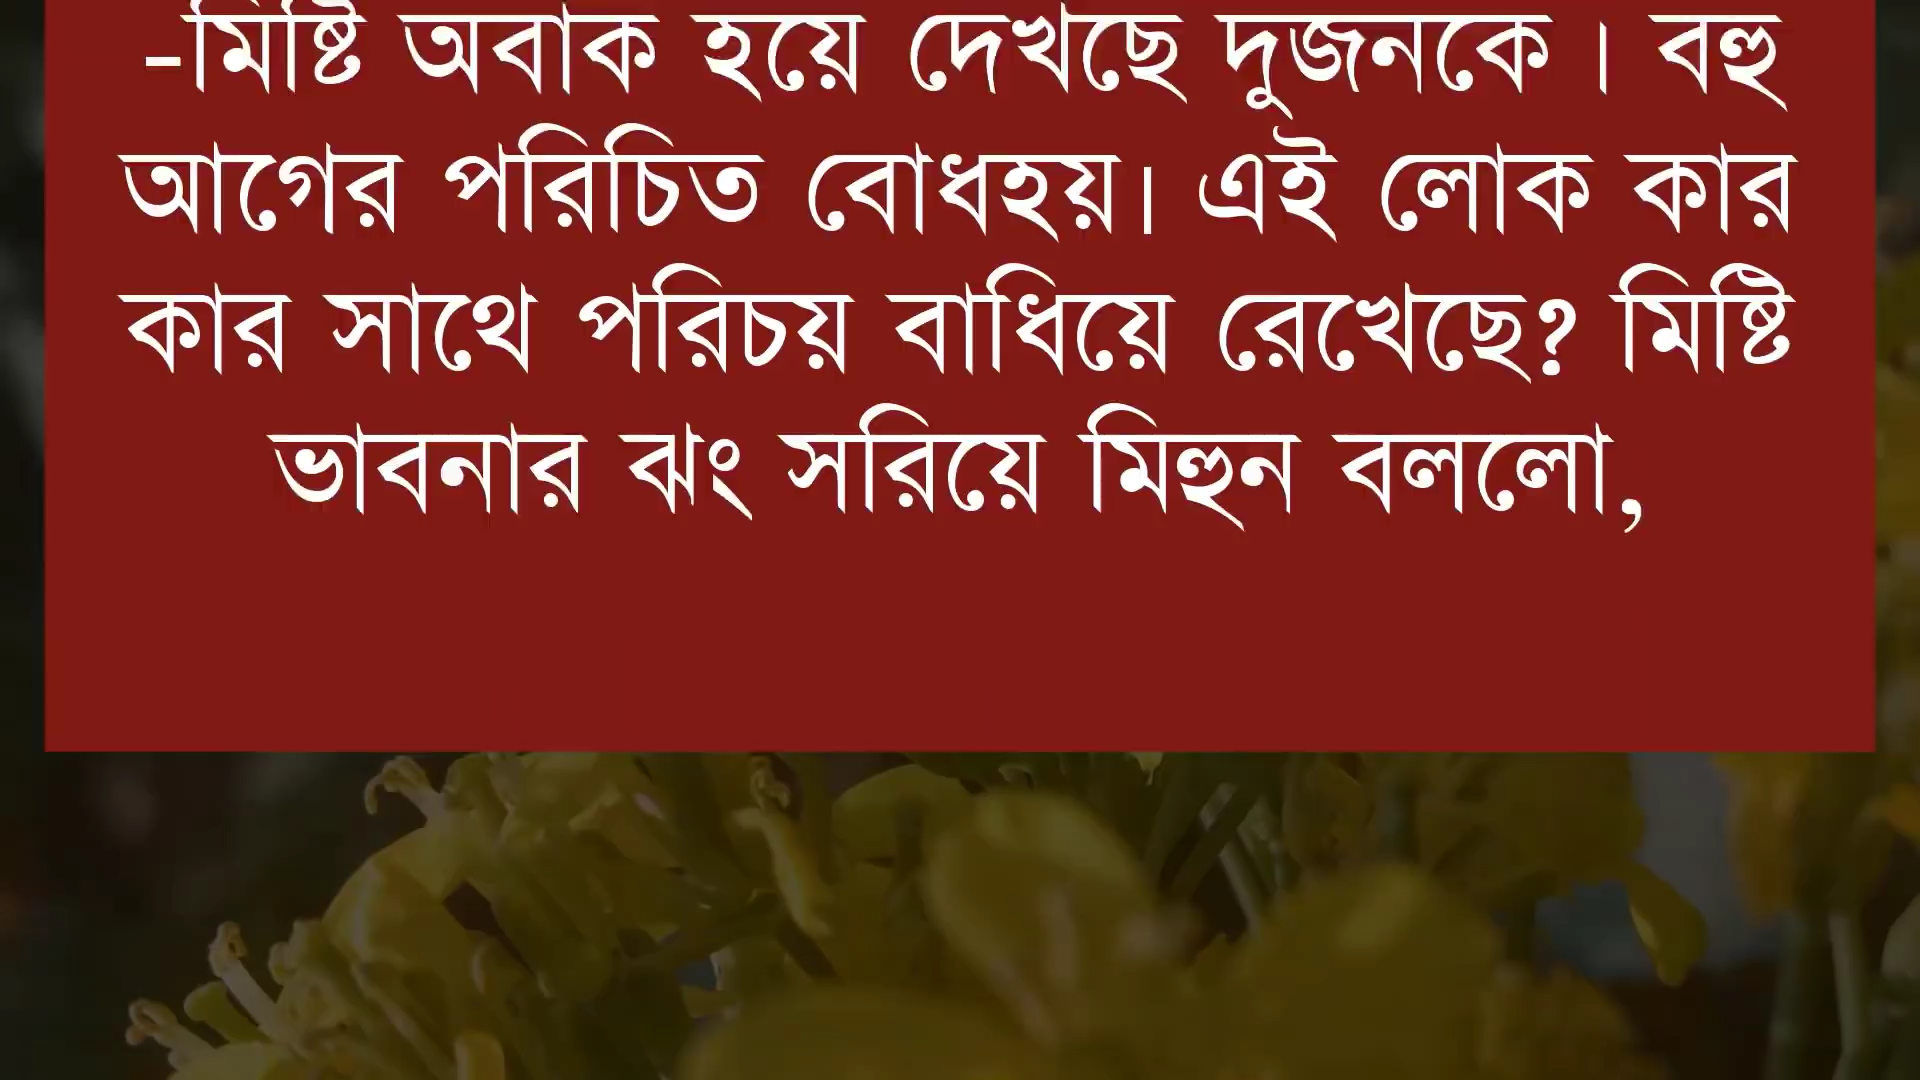 -মিষ্টি অবাক হয়ে দেখছে দুজনকে । বহু
আগের পরিচিত বোধহয়। এই লোক কার
কার সাথে পরিচয় বাধিয়ে রেখেছে? মিষ্টি
ভাবনার ঝং সরিয়ে মিহুন বললো,